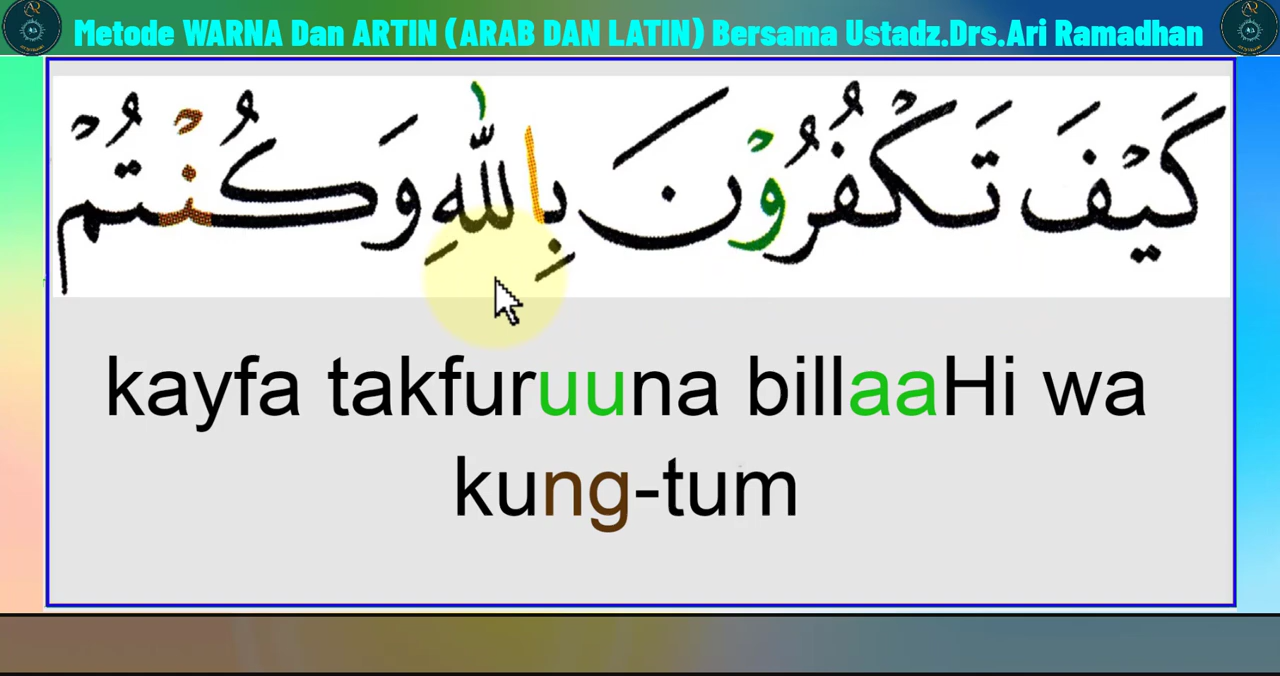 Metode WARNA Dan ARTIN (ARAB DAN LATIN) Bersama Ustadz.Drs.Ari Ramadhan
كَيْفَ تَكْفُرُوْنَ بِاللّٰهِ وَكُنْتُمْ
kayfa takfuruuna billaaHi wa
kung-tum